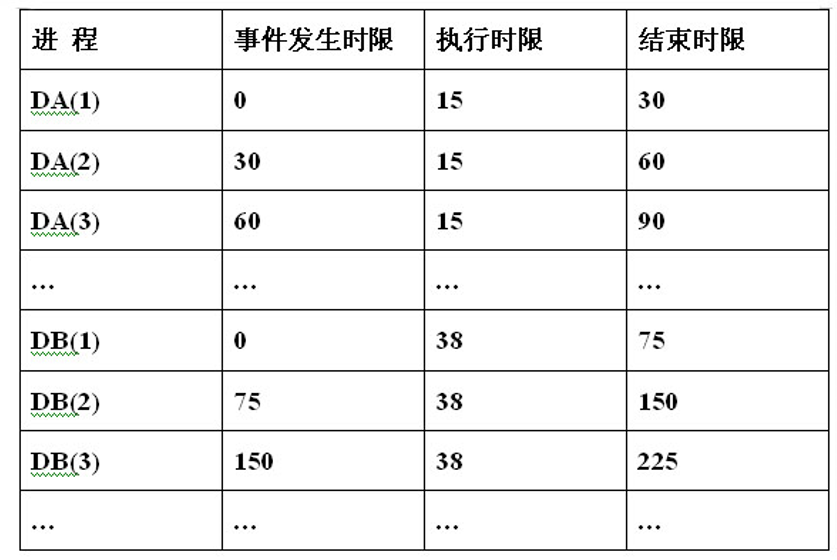 进 程 事件发生时限 执行时限 结束时限
DA(1) 0 15 30
DA(2) 30 15 60
DA(3) 60 15 90
... ... ... ...
DB(1) 0 38 75
DB(2) 75 38 150
DB(3) 150 38 225
... ... ... ...